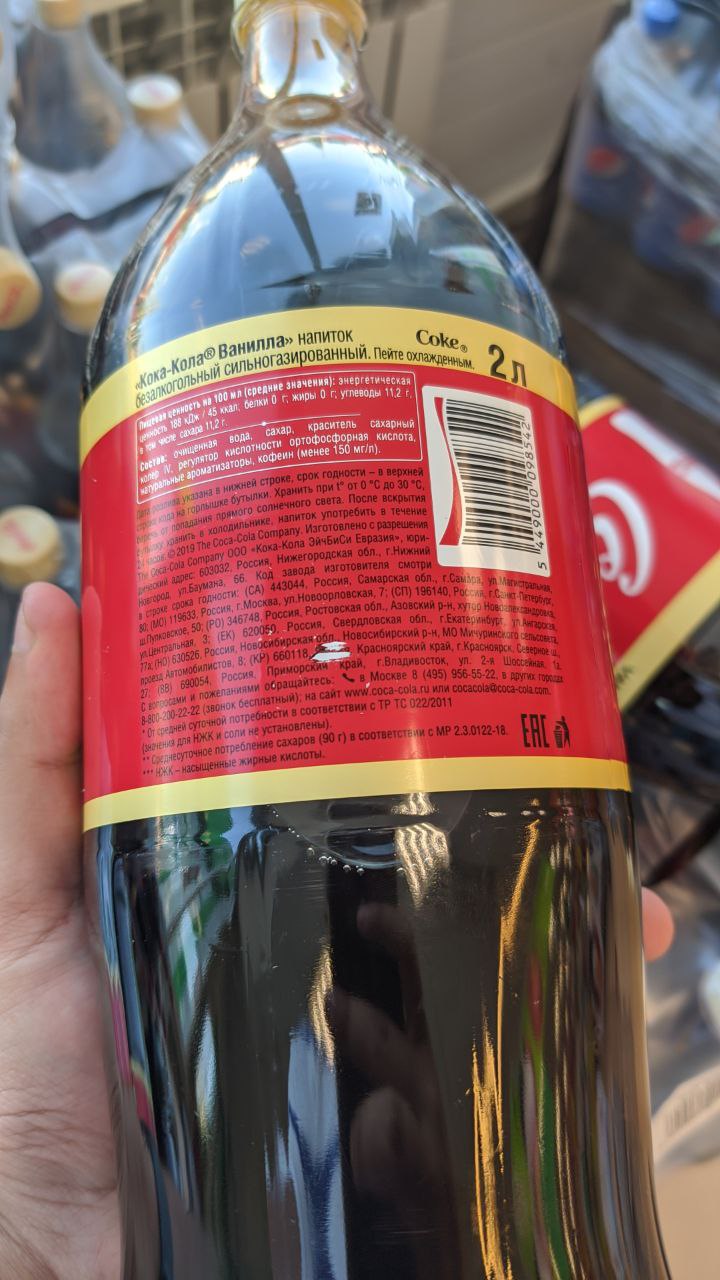 «Кока-Кола® Ванилла» напиток
безалкогольный сильногазированный. Пейте охлажденным.
Coke®
2 л
Пищевая ценность на 100 мл (средние значения): энергетическая
ценность 188 кДж / 45 ккал, белки 0 г; жиры 0 г; углеводы 11,2 г,
в том числе сахара 11,2 г.
Состав: очищенная вода, сахар, краситель сахарный
колер IV, регулятор кислотности ортофосфорная кислота,
натуральные ароматизаторы, кофеин (менее 150 мг/л).
5 449000 098542
Дата розлива указана в нижней строке, срок годности – в верхней
строке кода на горлышке бутылки. Хранить при t° от 0 °C до 30 °C,
беречь от попадания прямого солнечного света. После вскрытия
бутылку хранить в холодильнике, напиток употребить в течение
24 часов. © 2019 The Coca-Cola Company. Изготовлено с разрешения
The Coca-Cola Company ООО «Кока-Кола ЭйчБиСи Евразия», юри-
дический адрес: 603032, Россия, Нижегородская обл., г.Нижний
Новгород, ул.Баумана, 66. Код завода изготовителя смотри
в строке срока годности: (СА) 443044, Россия, Самарская обл., г.Самара, ул.Магистральная,
80; (МО) 119633, Россия, г.Москва, ул.Новоорловская, 7; (СП) 196140, Россия, г.Санкт-Петербург,
ш.Пулковское, 50; (РО) 346748, Россия, Ростовская обл., Азовский р-н, хутор Новоалександровка,
ул.Центральная, 3; (ЕК) 620050, Россия, Свердловская обл., г.Екатеринбург, ул.Ангарская,
77а; (НО) 630526, Россия, Новосибирская обл., Новосибирский р-н, МО Мичуринского сельсовета,
проезд Автомобилистов, 8; (КР) 660118, Красноярский край, г.Красноярск, Северное ш.,
27; (ВВ) 690054, Россия, Приморский край, г.Владивосток, ул. 2-я Шоссейная, 1а.
С вопросами и пожеланиями обращайтесь: в Москве 8 (495) 956-55-22, в других городах
8-800-200-22-22 (звонок бесплатный); на сайт www.coca-cola.ru или cocacola@coca-cola.com.
* От средней суточной потребности в соответствии с ТР ТС 022/2011
(значения для НЖК и соли не установлены).
** Среднесуточное потребление сахаров (90 г) в соответствии с МР 2.3.0122-18.
*** НЖК – насыщенные жирные кислоты.
EAC